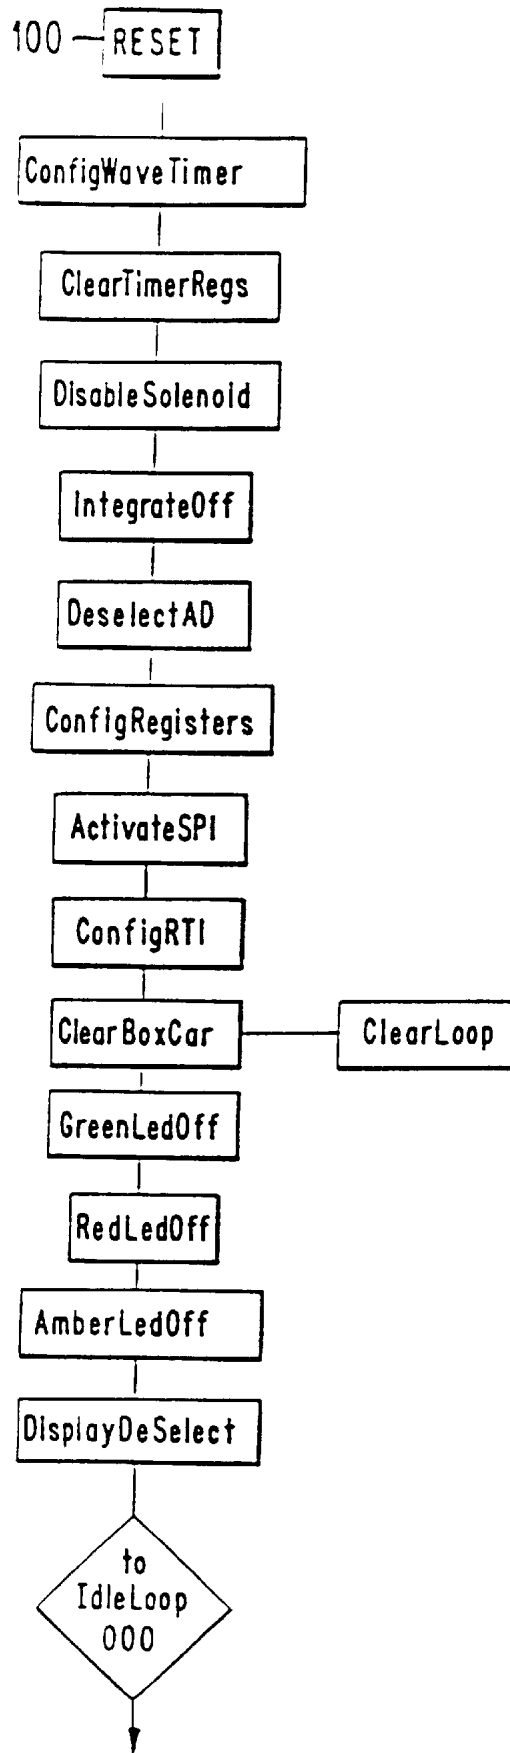 100 RESET
ConfigWaveTimer
ClearTimerRegs
DisableSolenoid
IntegrateOff
DeselectAD
ConfigRegisters
ActivateSPI
ConfigRTI
ClearBoxCar ClearLoop
GreenLedOff
RedLedOff
AmberLedOff
DisplayDeSelect
to
IdleLoop
000